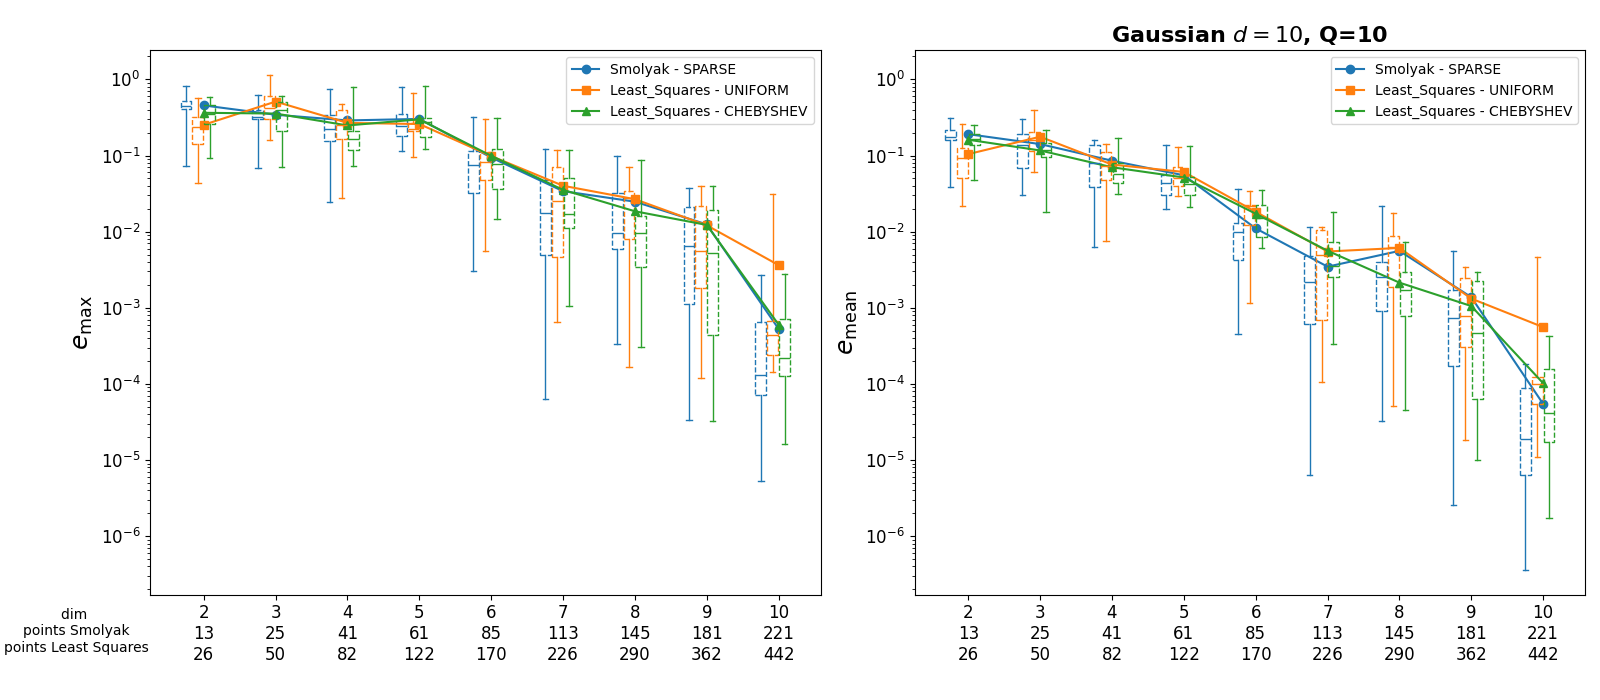 Gaussian d = 10, Q=10
Smolyak - SPARSE
Least_Squares - UNIFORM
Least_Squares - CHEBYSHEV
10⁰
10⁻¹
10⁻²
10⁻³
10⁻⁴
10⁻⁵
10⁻⁶
e_max
dim 2 3 4 5 6 7 8 9 10
points Smolyak 13 25 41 61 85 113 145 181 221
points Least Squares 26 50 82 122 170 226 290 362 442
Smolyak - SPARSE
Least_Squares - UNIFORM
Least_Squares - CHEBYSHEV
10⁰
10⁻¹
10⁻²
10⁻³
10⁻⁴
10⁻⁵
10⁻⁶
e_mean
2 3 4 5 6 7 8 9 10
13 25 41 61 85 113 145 181 221
26 50 82 122 170 226 290 362 442